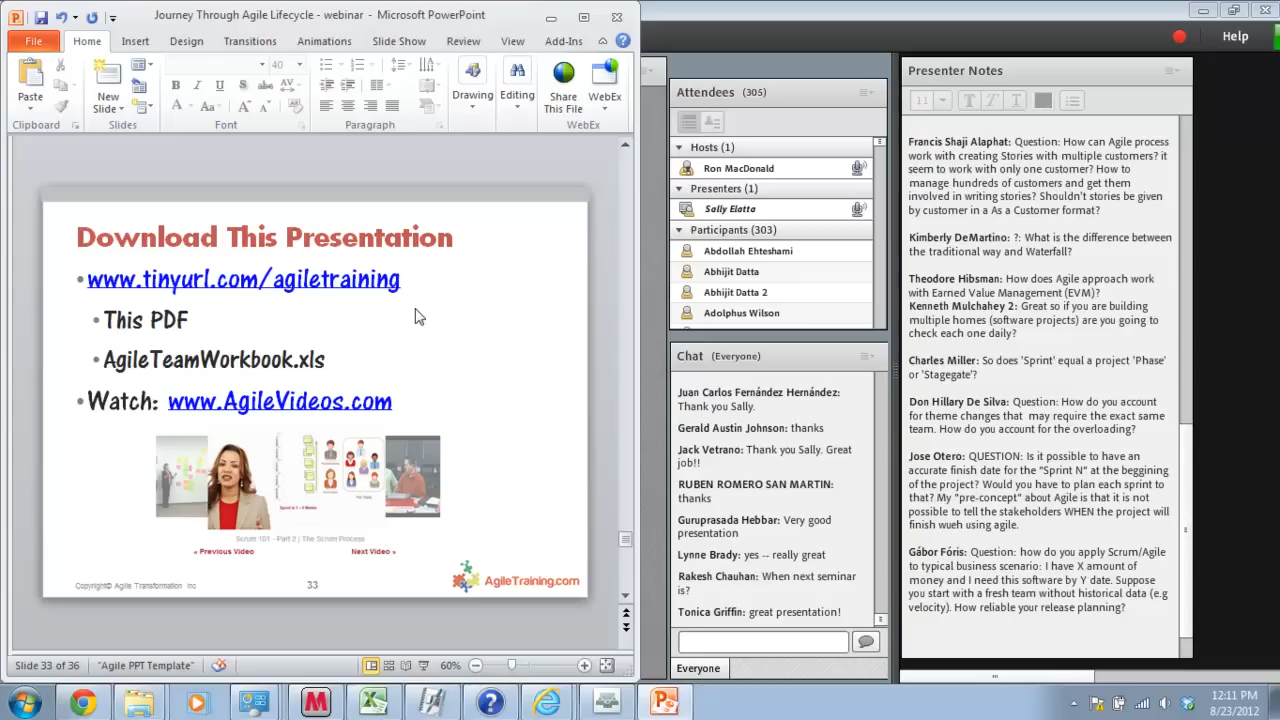 Journey Through Agile Lifecycle - webinar - Microsoft PowerPoint
File Home Insert Design Transitions Animations Slide Show Review View Add-Ins
Paste
New Slide
40
Drawing
Editing
Share This File
WebEx
Clipboard Slides Font Paragraph WebEx
Download This Presentation
• www.tinyurl.com/agiletraining
• This PDF
• AgileTeamWorkbook.xls
• Watch: www.AgileVideos.com
Scrum 101 - Part 2 | The Scrum Process
« Previous Video Next Video »
Copyright© Agile Transformation Inc
33
AgileTraining.com
Slide 33 of 36 "Agile PPT Template" 60%
Help
Attendees (305)
Hosts (1)
Ron MacDonald
Presenters (1)
Sally Elatta
Participants (303)
Abdollah Ehteshami
Abhijit Datta
Abhijit Datta 2
Adolphus Wilson
Chat (Everyone)
Juan Carlos Fernández Hernández:
Thank you Sally.
Gerald Austin Johnson: thanks
Jack Vetrano: Thank you Sally. Great
job!!
RUBEN ROMERO SAN MARTIN:
thanks
Guruprasada Hebbar: Very good
presentation
Lynne Brady: yes -- really great
Rakesh Chauhan: When next seminar
is?
Tonica Griffin: great presentation!
Everyone
Presenter Notes
11
Francis Shaji Alaphat: Question: How can Agile process
work with creating Stories with multiple customers? it
seem to work with only one customer? How to
manage hundreds of customers and get them
involved in writing stories? Shouldn't stories be given
by customer in a As a Customer format?
Kimberly DeMartino: ?: What is the difference between
the traditional way and Waterfall?
Theodore Hibsman: How does Agile approach work
with Earned Value Management (EVM)?
Kenneth Mulchahey 2: Great so if you are building
multiple homes (software projects) are you going to
check each one daily?
Charles Miller: So does 'Sprint' equal a project 'Phase'
or 'Stagegate'?
Don Hillary De Silva: Question: How do you account
for theme changes that may require the exact same
team. How do you account for the overloading?
Jose Otero: QUESTION: Is it possible to have an
accurate finish date for the "Sprint N" at the beggining
of the project? Would you have to plan each sprint to
that? My "pre-concept" about Agile is that it is not
possible to tell the stakeholders WHEN the project will
finish wueh using agile.
Gábor Fóris: Question: how do you apply Scrum/Agile
to typical business scenario: I have X amount of
money and I need this software by Y date. Suppose
you start with a fresh team without historical data (e.g
velocity). How reliable your release planning?
12:11 PM
8/23/2012